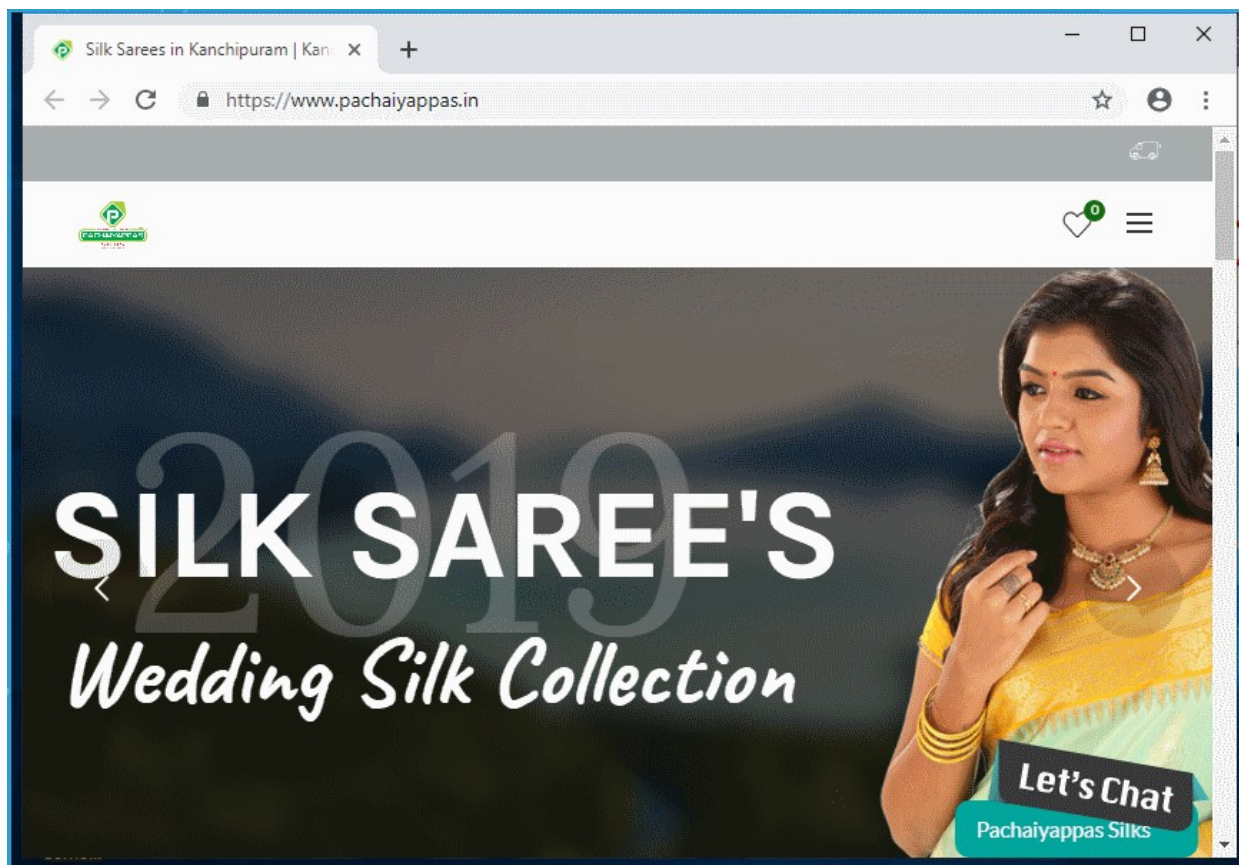 Silk Sarees in Kanchipuram | Kan
https://www.pachaiyappas.in
0
P
PACHAIYAPPA'S
2019
SILK SAREE'S
Wedding Silk Collection
Let's Chat
Pachaiyappas Silks